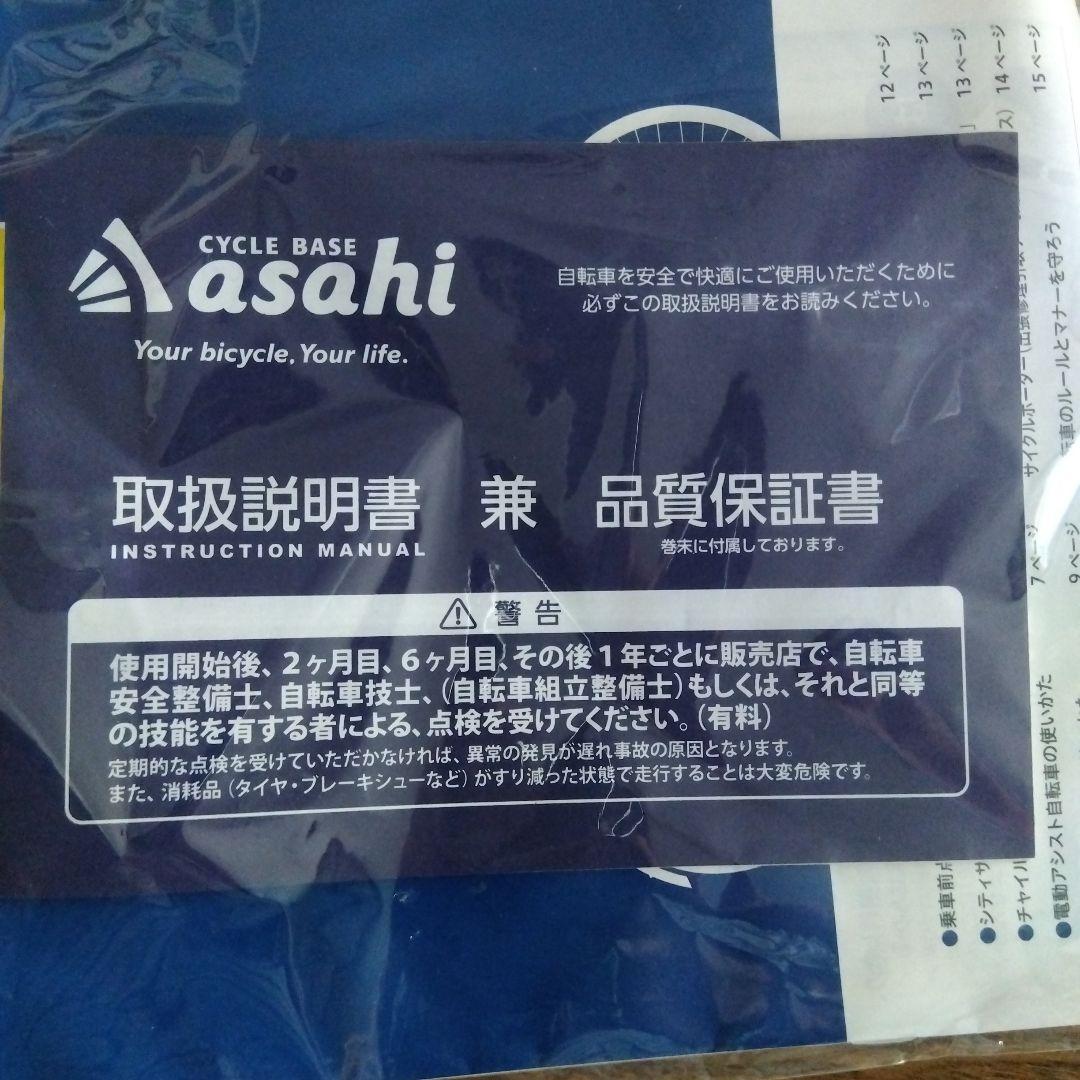 CYCLE BASE
asahi
Your bicycle, Your life.
自転車を安全で快適にご使用いただくために
必ずこの取扱説明書をお読みください。
取扱説明書 兼 品質保証書
INSTRUCTION MANUAL
巻末に付属しております。
警告
使用開始後、2ヶ月目、6ヶ月目、その後1年ごとに販売店で、自転車
安全整備士、自転車技士、(自転車組立整備士)もしくは、それと同等
の技能を有する者による、点検を受けてください。(有料)
定期的な点検を受けていただかなければ、異常の発見が遅れ事故の原因となります。
また、消耗品(タイヤ・ブレーキシューなど)がすり減った状態で走行することは大変危険です。
12ページ
13ページ
13ページ
ス) 14ページ
15ページ
サイクルポーター
車のルールとマナーを守ろう
7ページ
9ページ
●乗車前点
●シティサ
●チャイル
●電動アシスト自転車の使いかた